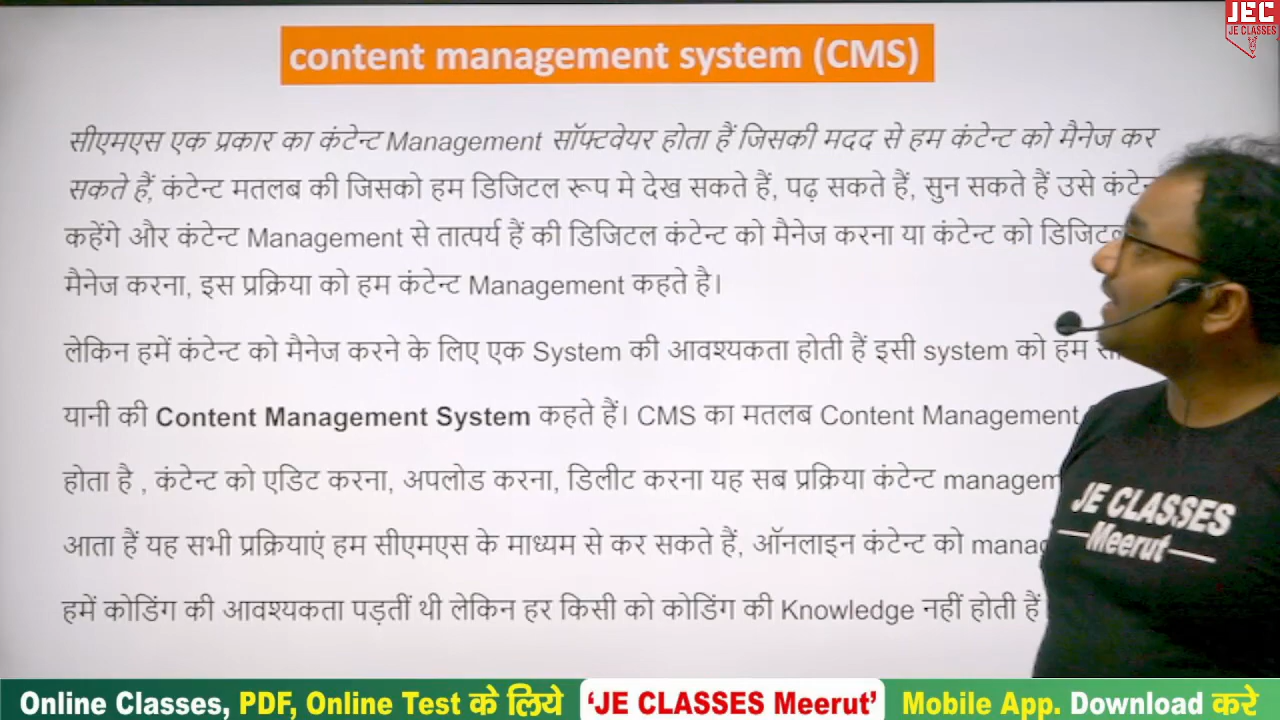 JEC
JE CLASSES
content management system (CMS)
सीएमएस एक प्रकार का कंटेन्ट Management सॉफ्टवेयर होता हैं जिसकी मदद से हम कंटेन्ट को मैनेज कर
सकते हैं, कंटेन्ट मतलब की जिसको हम डिजिटल रूप मे देख सकते हैं, पढ़ सकते हैं, सुन सकते हैं उसे
कहेंगे और कंटेन्ट Management से तात्पर्य हैं की डिजिटल कंटेन्ट को मैनेज करना या कंटेन्ट को
मैनेज करना, इस प्रक्रिया को हम कंटेन्ट Management कहते है।
लेकिन हमें कंटेन्ट को मैनेज करने के लिए एक System की आवश्यकता होती हैं इसी system को हम
यानी की Content Management System कहते हैं। CMS का मतलब Content Management
होता है , कंटेन्ट को एडिट करना, अपलोड करना, डिलीट करना यह सब प्रक्रिया कंटेन्ट
आता हैं यह सभी प्रक्रियाएं हम सीएमएस के माध्यम से कर सकते हैं, ऑनलाइन कंटेन्ट को
हमें कोडिंग की आवश्यकता पड़तीं थी लेकिन हर किसी को कोडिंग की Knowledge नहीं होती हैं
JE CLASSES
Meerut
Online Classes, PDF, Online Test के लिये 'JE CLASSES Meerut' Mobile App. Download करे